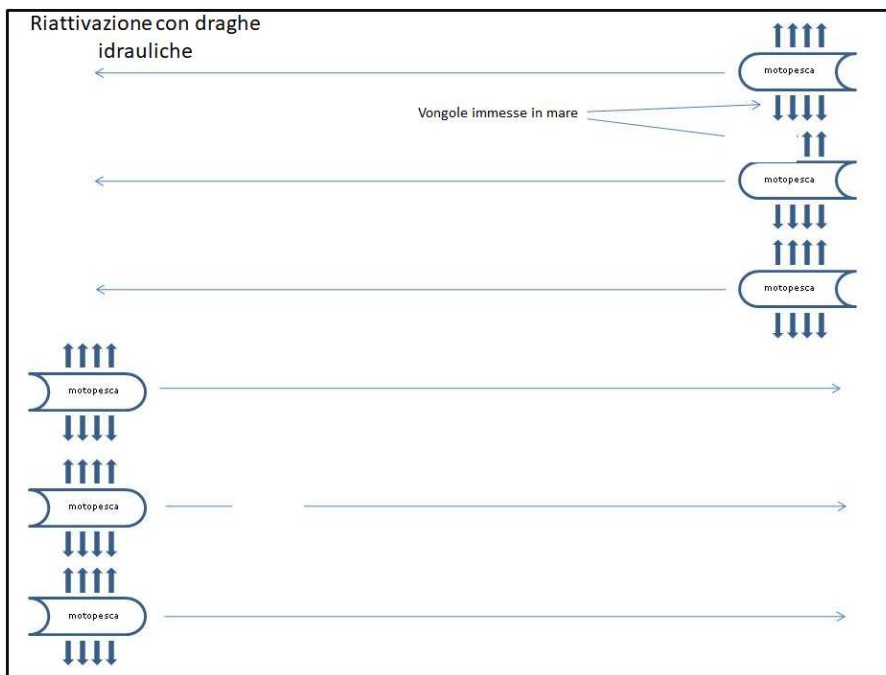 Riattivazione con draghe
idrauliche
motopesca
Vongole immesse in mare
motopesca
motopesca
motopesca
motopesca
motopesca